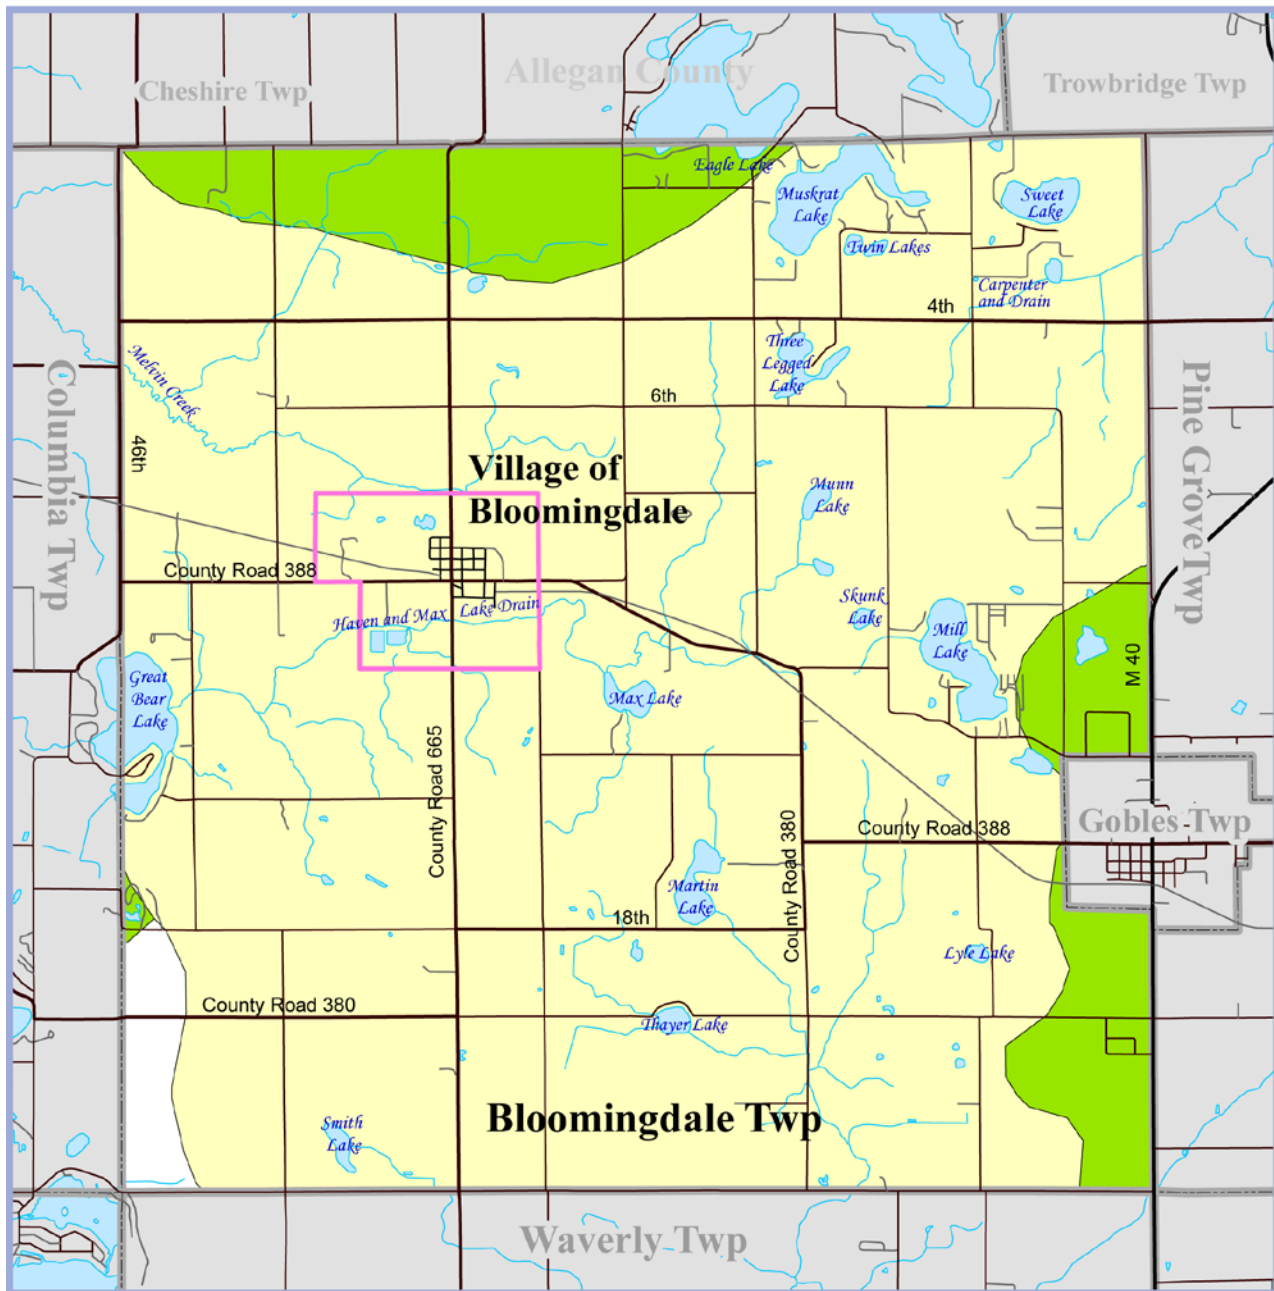 Allegan County
Cheshire Twp
Trowbridge Twp
Eagle Lake
Muskrat
Lake
Sweet
Lake
Twin Lakes
Carpenter
and Drain
4th
Three
Legged
Lake
Melvin Creek
6th
Columbia Twp
46th
Pine Grove Twp
Village of
Bloomingdale
Munn
Lake
County Road 388
Haven and Max
Lake Drain
Skunk
Lake
Mill
Lake
M 40
Great
Bear
Lake
Max Lake
County Road 665
County Road 380
County Road 388
Gobles Twp
Martin
Lake
18th
Lyle Lake
County Road 380
Thayer Lake
Smith
Lake
Bloomingdale Twp
Waverly Twp